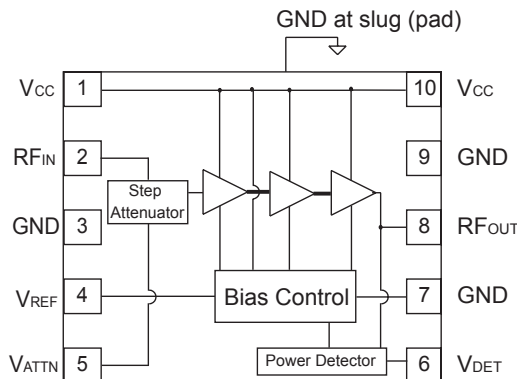 GND at slug (pad)
VCC 1
10 VCC
RFIN 2
9 GND
Step
Attenuator
GND 3
8 RFOUT
VREF 4
Bias Control
7 GND
VATTN 5
Power Detector
6 VDET